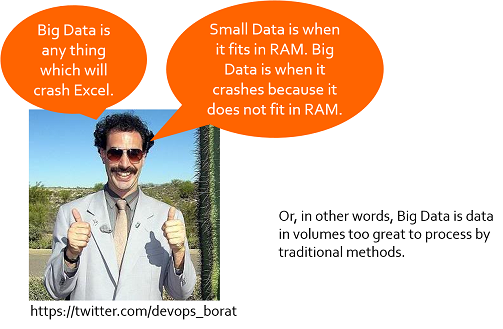 Big Data is
any thing
which will
crash Excel.
Small Data is when
it fits in RAM. Big
Data is when it
crashes because it
does not fit in RAM.
Or, in other words, Big Data is data
in volumes too great to process by
traditional methods.
https://twitter.com/devops_borat